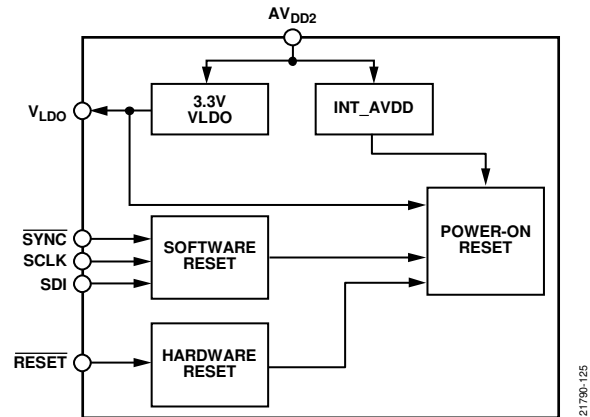 AVDD2
3.3V
VLDO
INT_AVDD
VLDO
POWER-ON
RESET
SYNC
SCLK
SDI
SOFTWARE
RESET
RESET
HARDWARE
RESET
21790-125